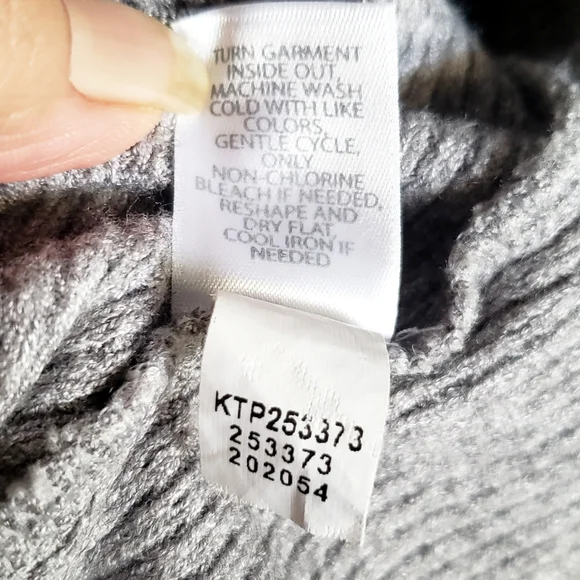 TURN GARMENT
INSIDE OUT,
MACHINE WASH
COLD WITH LIKE
COLORS,
GENTLE CYCLE,
ONLY
NON-CHLORINE
BLEACH IF NEEDED,
RESHAPE AND
DRY FLAT,
COOL IRON IF
NEEDED
KTP253373
253373
202054